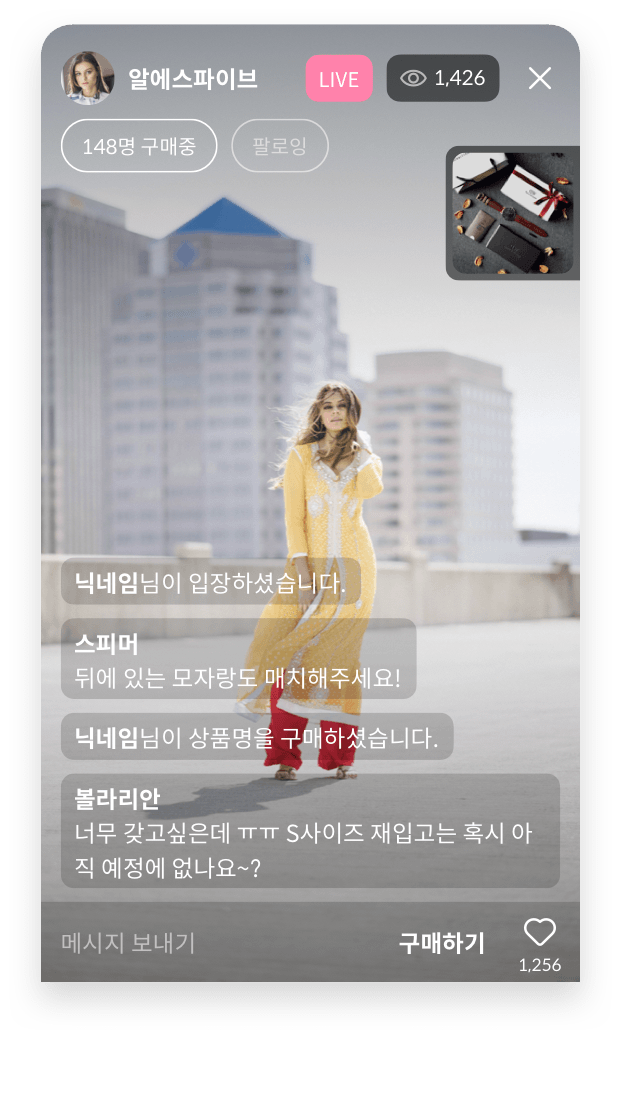 알에스파이브
LIVE
1,426
148명 구매중
팔로잉
닉네임님이 입장하셨습니다.
스피머
뒤에 있는 모자랑도 매치해주세요!
닉네임님이 상품명을 구매하셨습니다.
볼라리안
너무 갖고싶은데 ㅠㅠ S사이즈 재입고는 혹시 아
직 예정에 없나요~?
메시지 보내기
구매하기
1,256